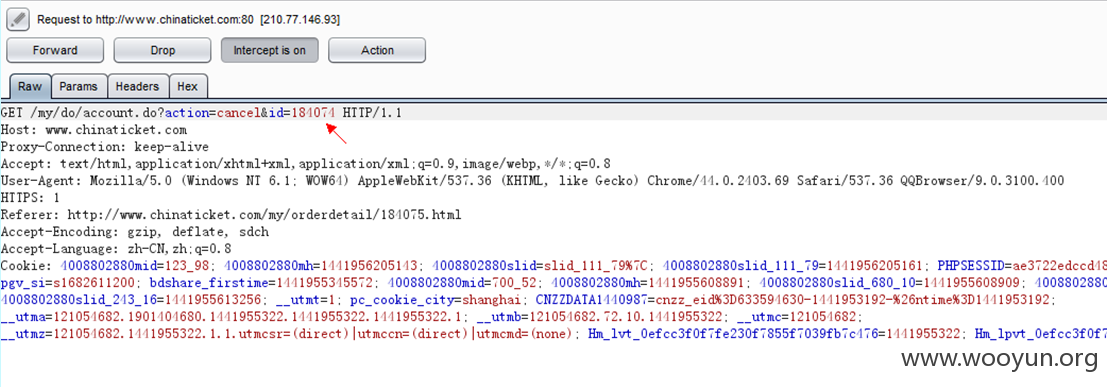 Request to http://www.chinaticket.com:80 [210.77.146.93]
Forward Drop Intercept is on Action
Raw Params Headers Hex
GET /my/do/account.do?action=cancel&id=184074 HTTP/1.1
Host: www.chinaticket.com
Proxy-Connection: keep-alive
Accept: text/html,application/xhtml+xml,application/xml;q=0.9,image/webp,*/*;q=0.8
User-Agent: Mozilla/5.0 (Windows NT 6.1; WOW64) AppleWebKit/537.36 (KHTML, like Gecko) Chrome/44.0.2403.69 Safari/537.36 QQBrowser/9.0.3100.400
HTTPS: 1
Referer: http://www.chinaticket.com/my/orderdetail/184075.html
Accept-Encoding: gzip, deflate, sdch
Accept-Language: zh-CN,zh;q=0.8
Cookie: 4008802880mid=123_98; 4008802880mh=1441956205143; 4008802880slid=slid_111_79%7C; 4008802880slid_111_79=1441956205161; PHPSESSID=ae3722edccd48
pgv_si=s1682611200; bdshare_firstime=1441955345572; 4008802880mid=700_52; 4008802880mh=1441955608891; 4008802880slid_680_10=1441955608909; 40088028
4008802880slid_243_16=1441955613256; __utmt=1; pc_cookie_city=shanghai; CNZZDATA1440987=cnzz_eid%3D633594630-1441953192-%26ntime%3D1441953192;
__utma=121054682.1901404680.1441955322.1441955322.1441955322.1; __utmb=121054682.72.10.1441955322; __utmc=121054682;
__utmz=121054682.1441955322.1.1.utmcsr=(direct)|utmccn=(direct)|utmcmd=(none); Hm_lvt_0efcc3f0f7fe230f7855f7039fb7c476=1441955322; Hm_lpvt_0efcc3f0f7
www.wooyun.org